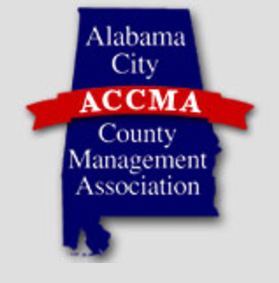 Alabama
City
ACCMA
County
Management
Association